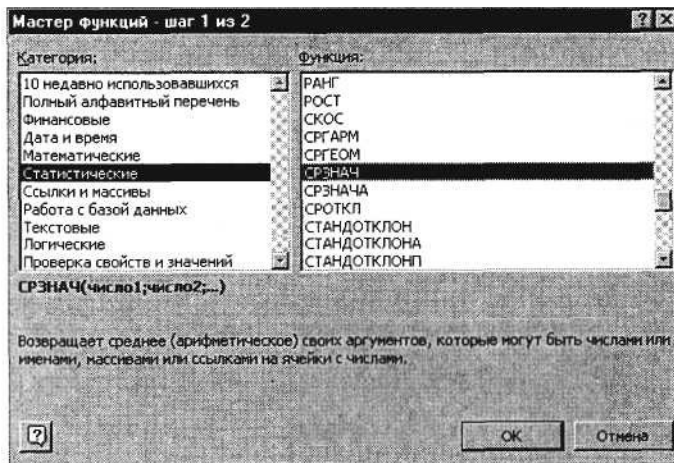 Мастер функций - шаг 1 из 2
Категория:
10 недавно использовавшихся
Полный алфавитный перечень
Финансовые
Дата и время
Математические
Статистические
Ссылки и массивы
Работа с базой данных
Текстовые
Логические
Проверка свойств и значений
Функция:
РАНГ
РОСТ
СКОС
СРГАРМ
СРГЕОМ
СРЗНАЧ
СРЗНАЧА
СРОТКЛ
СТАНДОТКЛОН
СТАНДОТКЛОНА
СТАНДОТКЛОНП
СРЗНАЧ(число1;число2;...)
Возвращает среднее (арифметическое) своих аргументов, которые могут быть числами или
именами, массивами или ссылками на ячейки с числами.
ОК
Отмена